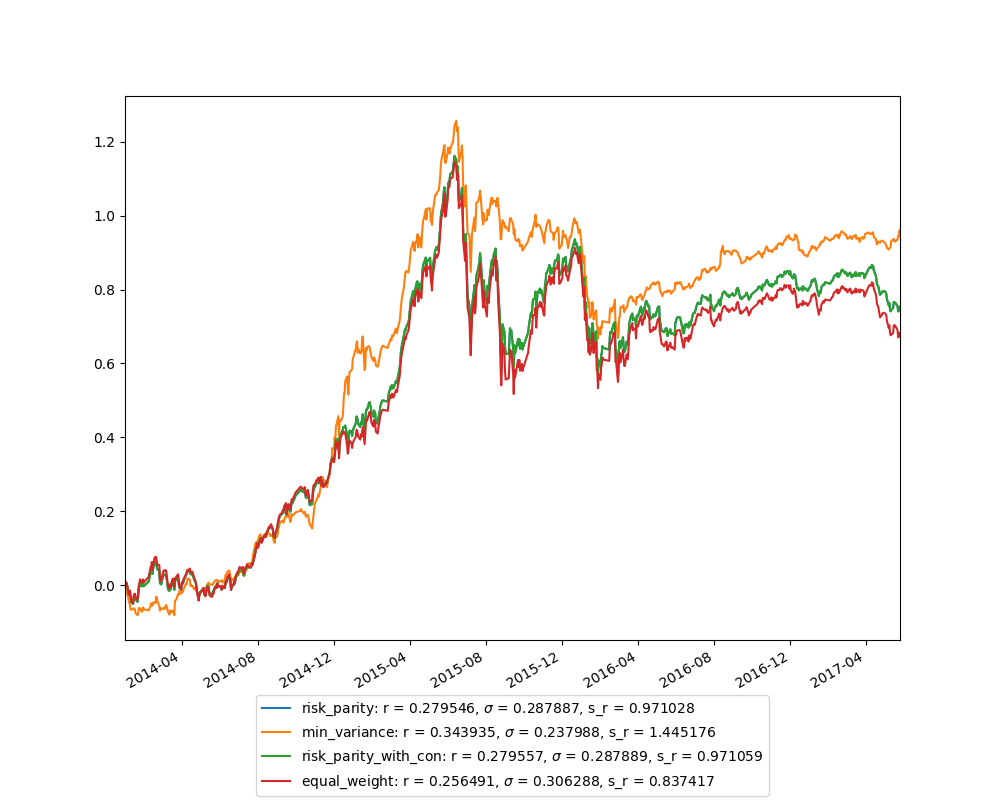 1.2
1.0
0.8
0.6
0.4
0.2
0.0
2014-04 2014-08 2014-12 2015-04 2015-08 2015-12 2016-04 2016-08 2016-12 2017-04
risk_parity: r = 0.279546, σ = 0.287887, s_r = 0.971028
min_variance: r = 0.343935, σ = 0.237988, s_r = 1.445176
risk_parity_with_con: r = 0.279557, σ = 0.287889, s_r = 0.971059
equal_weight: r = 0.256491, σ = 0.306288, s_r = 0.837417